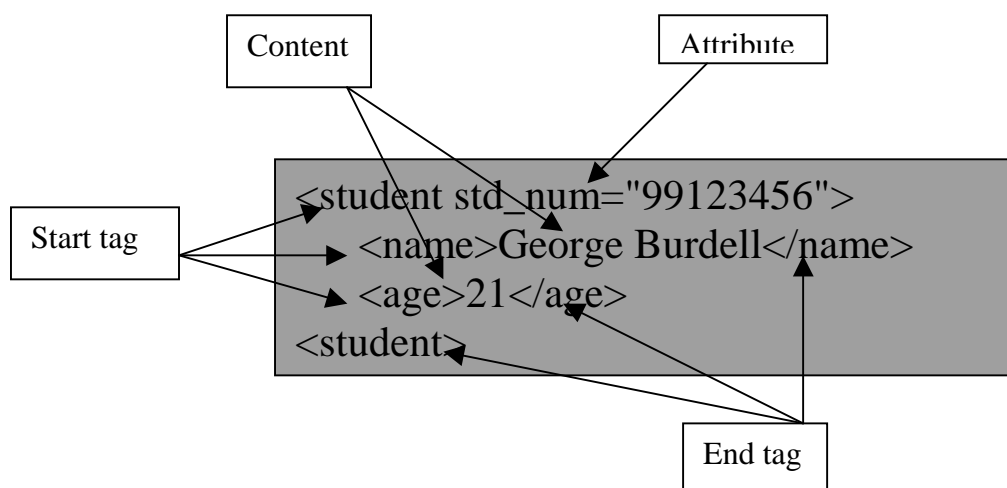 Content
Attribute
<student std_num="99123456">
Start tag
<name>George Burdell</name>
<age>21</age>
<student>
End tag